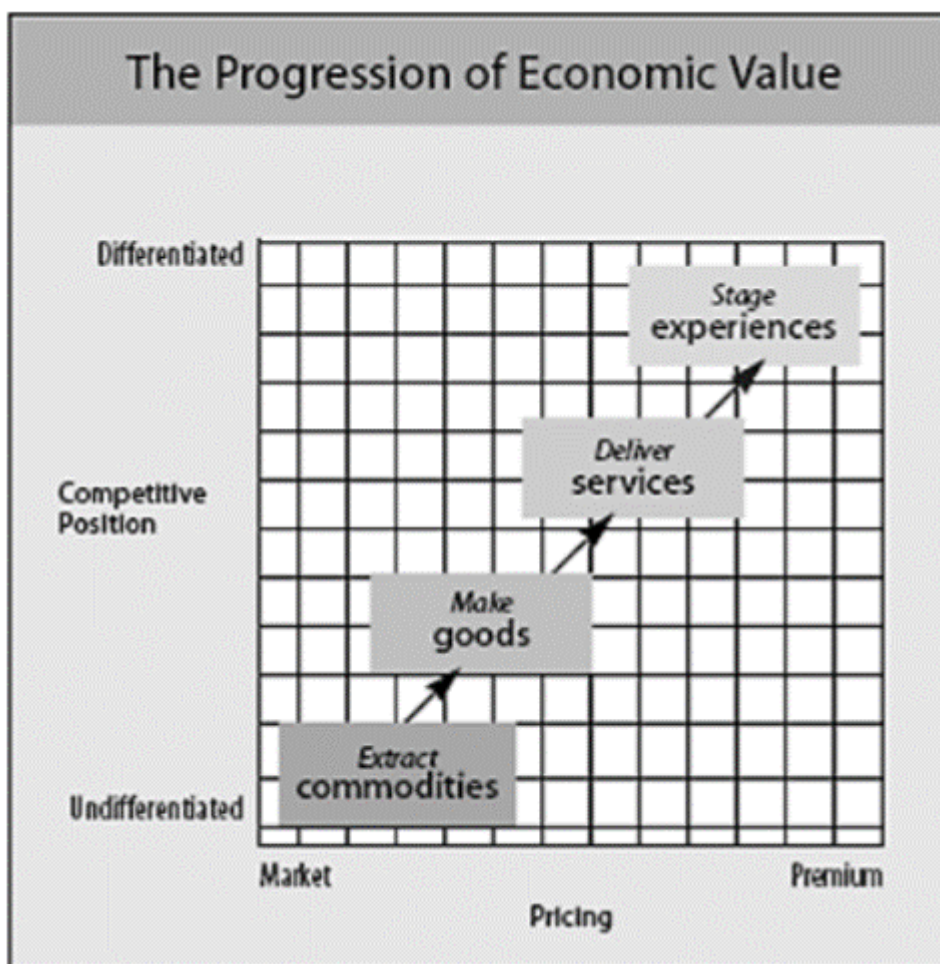 The Progression of Economic Value
Differentiated
Stage
experiences
Deliver
services
Competitive
Position
Make
goods
Extract
commodities
Undifferentiated
Market
Premium
Pricing